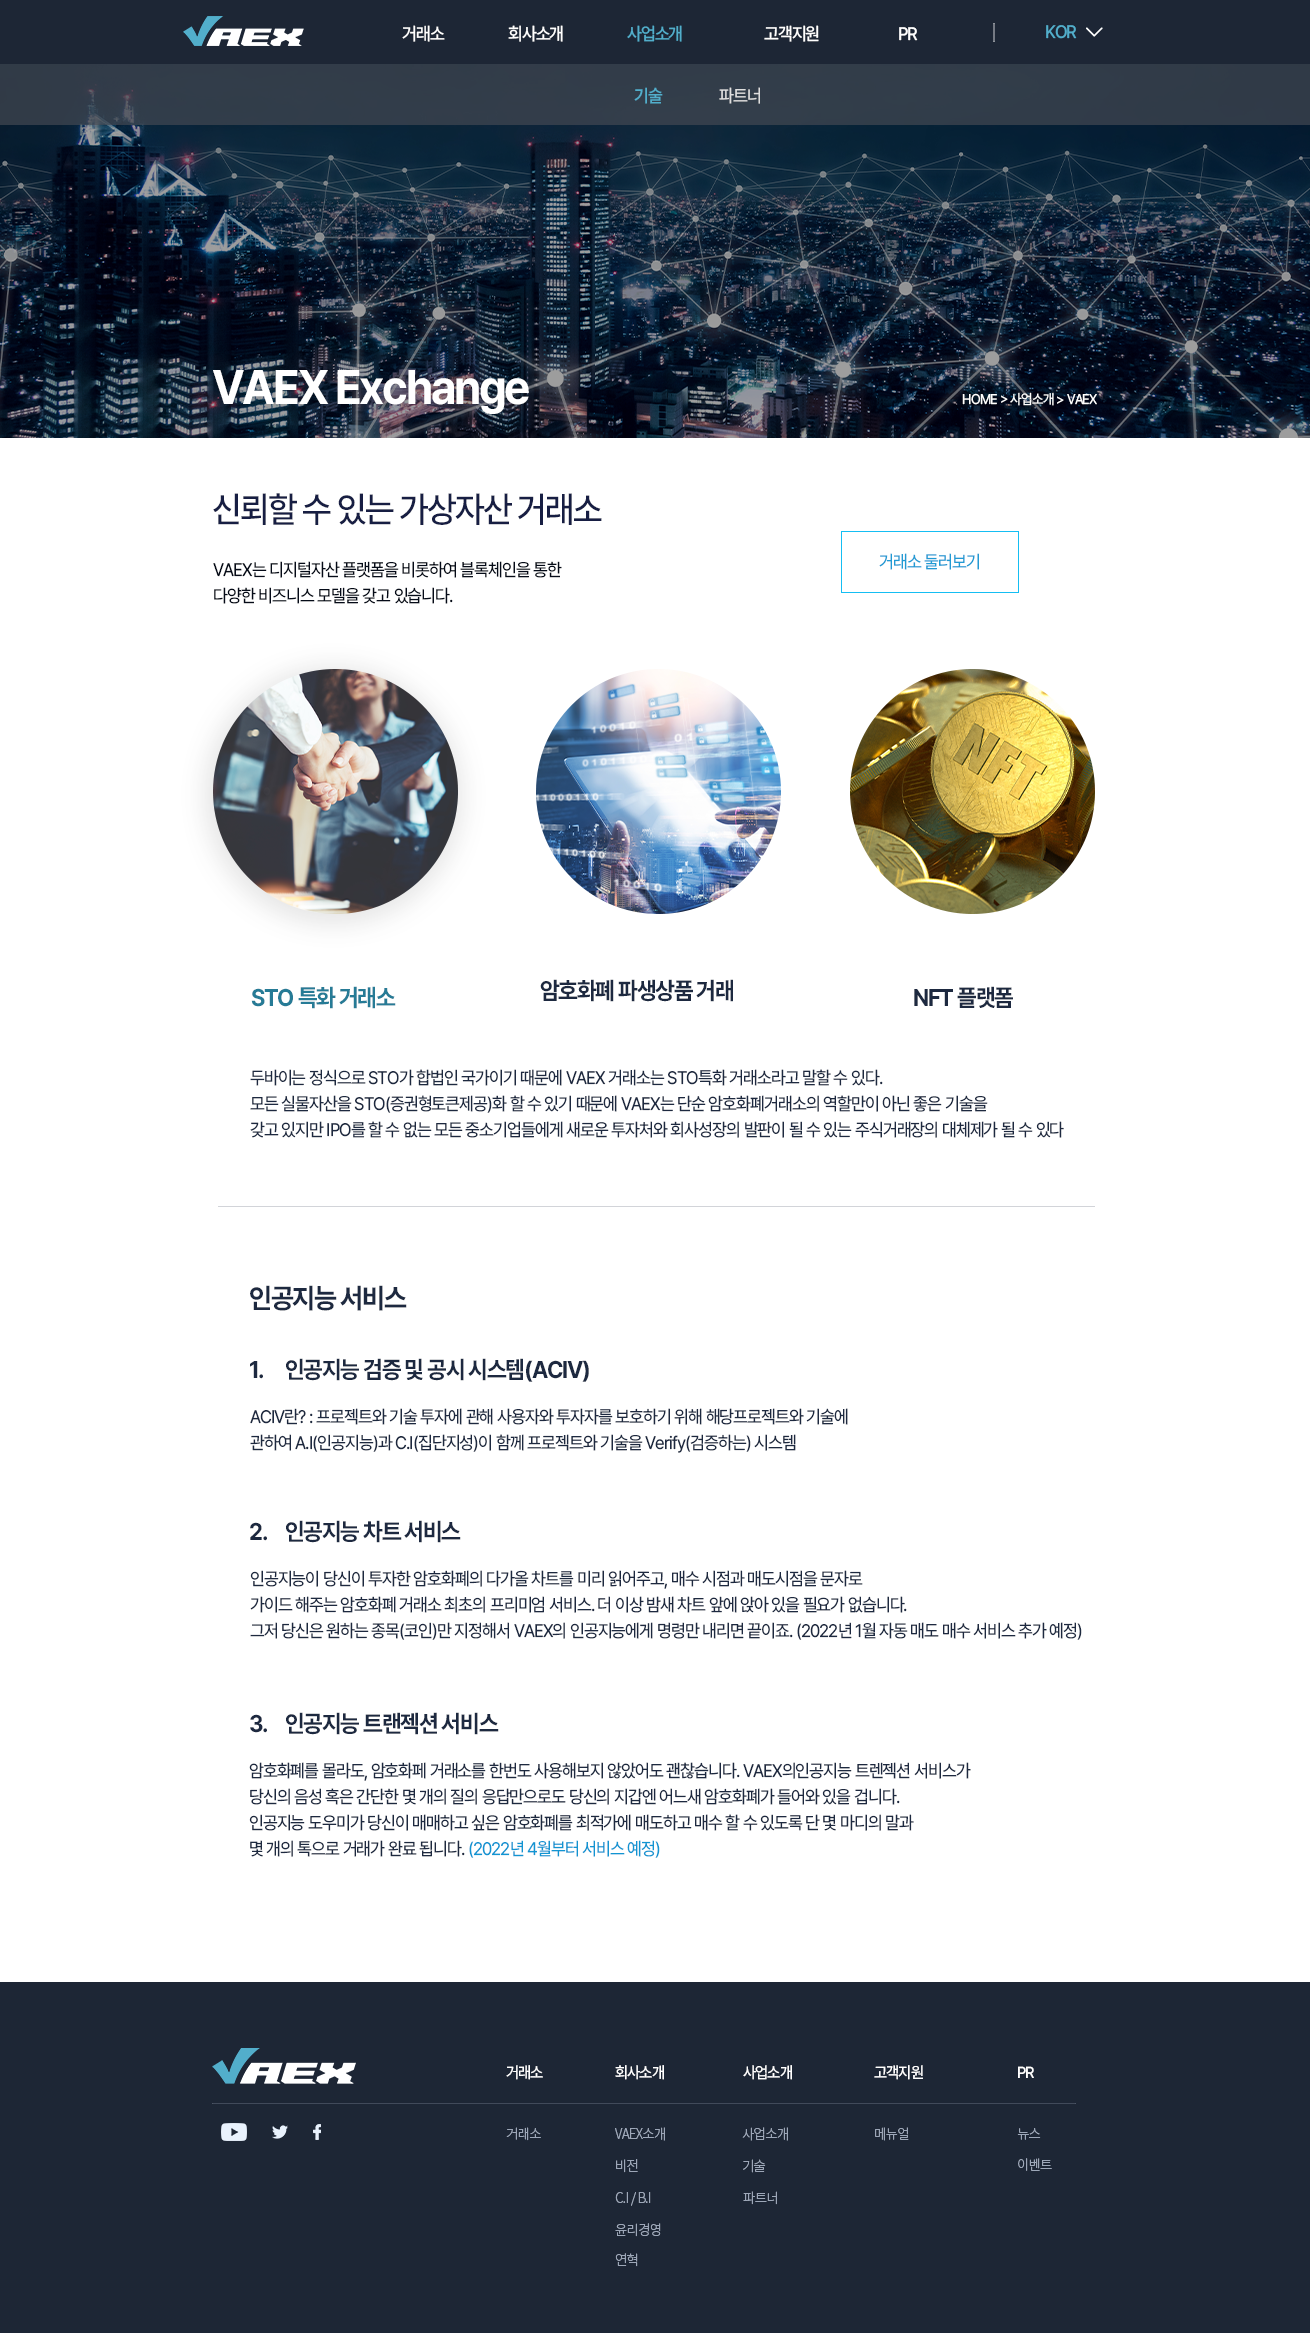 VAEX
거래소
회사소개
사업소개
고객지원
PR
KOR
기술
파트너
VAEX Exchange
HOME > 사업소개 > VAEX
신뢰할 수 있는 가상자산 거래소
VAEX는 디지털자산 플랫폼을 비롯하여 블록체인을 통한
다양한 비즈니스 모델을 갖고 있습니다.
거래소 둘러보기
NFT
STO 특화 거래소
암호화폐 파생상품 거래
NFT 플랫폼
두바이는 정식으로 STO가 합법인 국가이기 때문에 VAEX 거래소는 STO특화 거래소라고 말할 수 있다.
모든 실물자산을 STO(증권형토큰제공)화 할 수 있기 때문에 VAEX는 단순 암호화폐거래소의 역할만이 아닌 좋은 기술을
갖고 있지만 IPO를 할 수 없는 모든 중소기업들에게 새로운 투자처와 회사성장의 발판이 될 수 있는 주식거래장의 대체제가 될 수 있다
인공지능 서비스
1. 인공지능 검증 및 공시 시스템(ACIV)
ACIV란? : 프로젝트와 기술 투자에 관해 사용자와 투자자를 보호하기 위해 해당프로젝트와 기술에
관하여 A.I(인공지능)과 C.I(집단지성)이 함께 프로젝트와 기술을 Verify(검증하는) 시스템
2. 인공지능 차트 서비스
인공지능이 당신이 투자한 암호화폐의 다가올 차트를 미리 읽어주고, 매수 시점과 매도시점을 문자로
가이드 해주는 암호화폐 거래소 최초의 프리미엄 서비스. 더 이상 밤새 차트 앞에 앉아 있을 필요가 없습니다.
그저 당신은 원하는 종목(코인)만 지정해서 VAEX의 인공지능에게 명령만 내리면 끝이죠. (2022년 1월 자동 매도 매수 서비스 추가 예정)
3. 인공지능 트랜젝션 서비스
암호화폐를 몰라도, 암호화페 거래소를 한번도 사용해보지 않았어도 괜찮습니다. VAEX의인공지능 트렌젝션 서비스가
당신의 음성 혹은 간단한 몇 개의 질의 응답만으로도 당신의 지갑엔 어느새 암호화폐가 들어와 있을 겁니다.
인공지능 도우미가 당신이 매매하고 싶은 암호화폐를 최적가에 매도하고 매수 할 수 있도록 단 몇 마디의 말과
몇 개의 톡으로 거래가 완료 됩니다. (2022년 4월부터 서비스 예정)
VAEX
거래소
회사소개
사업소개
고객지원
PR
거래소
VAEX소개
사업소개
메뉴얼
뉴스
비전
기술
이벤트
C.I / B.I
파트너
윤리경영
연혁